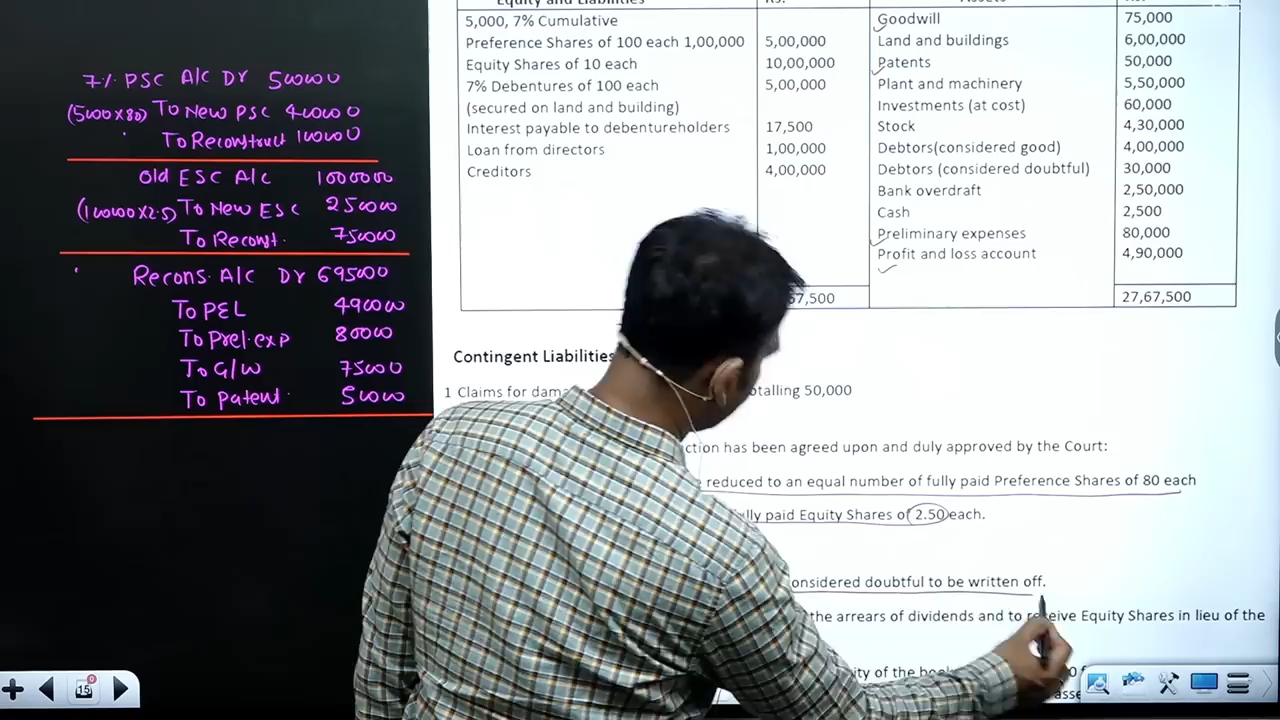 7% PSC A/C Dr 500000
(5000x80) To New PSC 400000
To Reconstruct 100000
Old ESC A/C 1000000
(100000x2.5) To New ESC 250000
To Reconst. 750000
Recons. A/C Dr 695000
To P&L 490000
To Prel. exp 80000
To G/W 75000
To Patent 50000
Equity and Liabilities Rs. Assets Rs.
5,000, 7% Cumulative
Preference Shares of 100 each 1,00,000 5,00,000
Equity Shares of 10 each 10,00,000
7% Debentures of 100 each 5,00,000
(secured on land and building)
Interest payable to debentureholders 17,500
Loan from directors 1,00,000
Creditors 4,00,000
Goodwill 75,000
Land and buildings 6,00,000
Patents 50,000
Plant and machinery 5,50,000
Investments (at cost) 60,000
Stock 4,30,000
Debtors(considered good) 4,00,000
Debtors (considered doubtful) 30,000
Bank overdraft 2,50,000
Cash 2,500
Preliminary expenses 80,000
Profit and loss account 4,90,000
67,500 27,67,500
Contingent Liabilities
1 Claims for dama totalling 50,000
ction has been agreed upon and duly approved by the Court:
reduced to an equal number of fully paid Preference Shares of 80 each
ully paid Equity Shares of 2.50 each.
onsidered doubtful to be written off.
the arrears of dividends and to receive Equity Shares in lieu of the
ity of the
asse
15